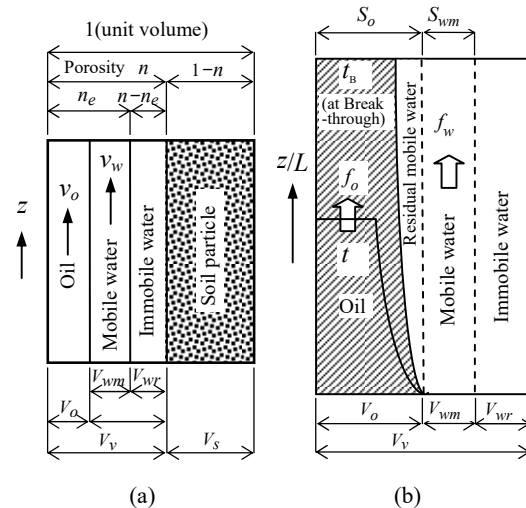 1(unit volume)
Porosity n
1−n
n_e
n−n_e
z
v_o
v_w
Oil
Mobile water
Immobile water
Soil particle
V_wm
V_wr
V_o
V_v
V_s
(a)
S_o
S_wm
t_B
(at Break
-through)
Residual mobile water
f_w
z/L
f_o
t
Oil
Mobile water
Immobile water
V_o
V_wm
V_wr
V_v
(b)